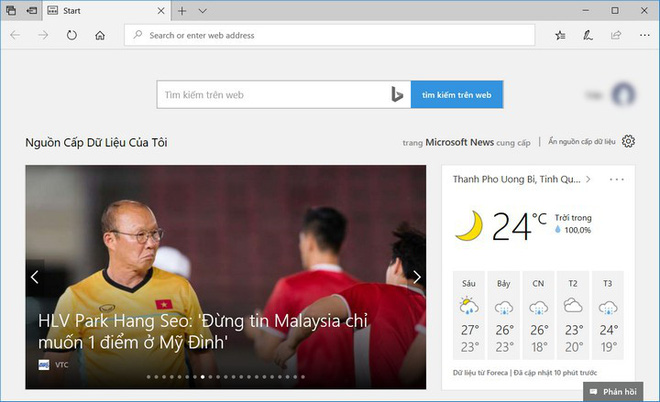 Start
Search or enter web address
Tìm kiếm trên web
tìm kiếm trên web
Nguồn Cấp Dữ Liệu Của Tôi
trang Microsoft News cung cấp
Ẩn nguồn cấp dữ liệu
HLV Park Hang Seo: 'Đừng tin Malaysia chỉ
muốn 1 điểm ở Mỹ Đình'
VTC
Thanh Pho Uong Bi, Tinh Qu...
24°C
Trời trong
100,0%
Sáu Bảy CN T2 T3
27° 26° 26° 23° 24°
23° 23° 18° 20° 19°
Dữ liệu từ Foreca | Đã cập nhật 10 phút trước
Phản hồi